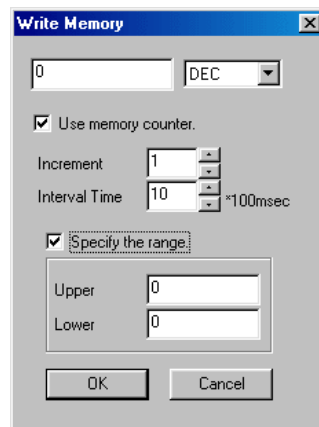 Write Memory
0 DEC
Use memory counter.
Increment 1
Interval Time 10 *100msec
Specify the range.
Upper 0
Lower 0
OK Cancel